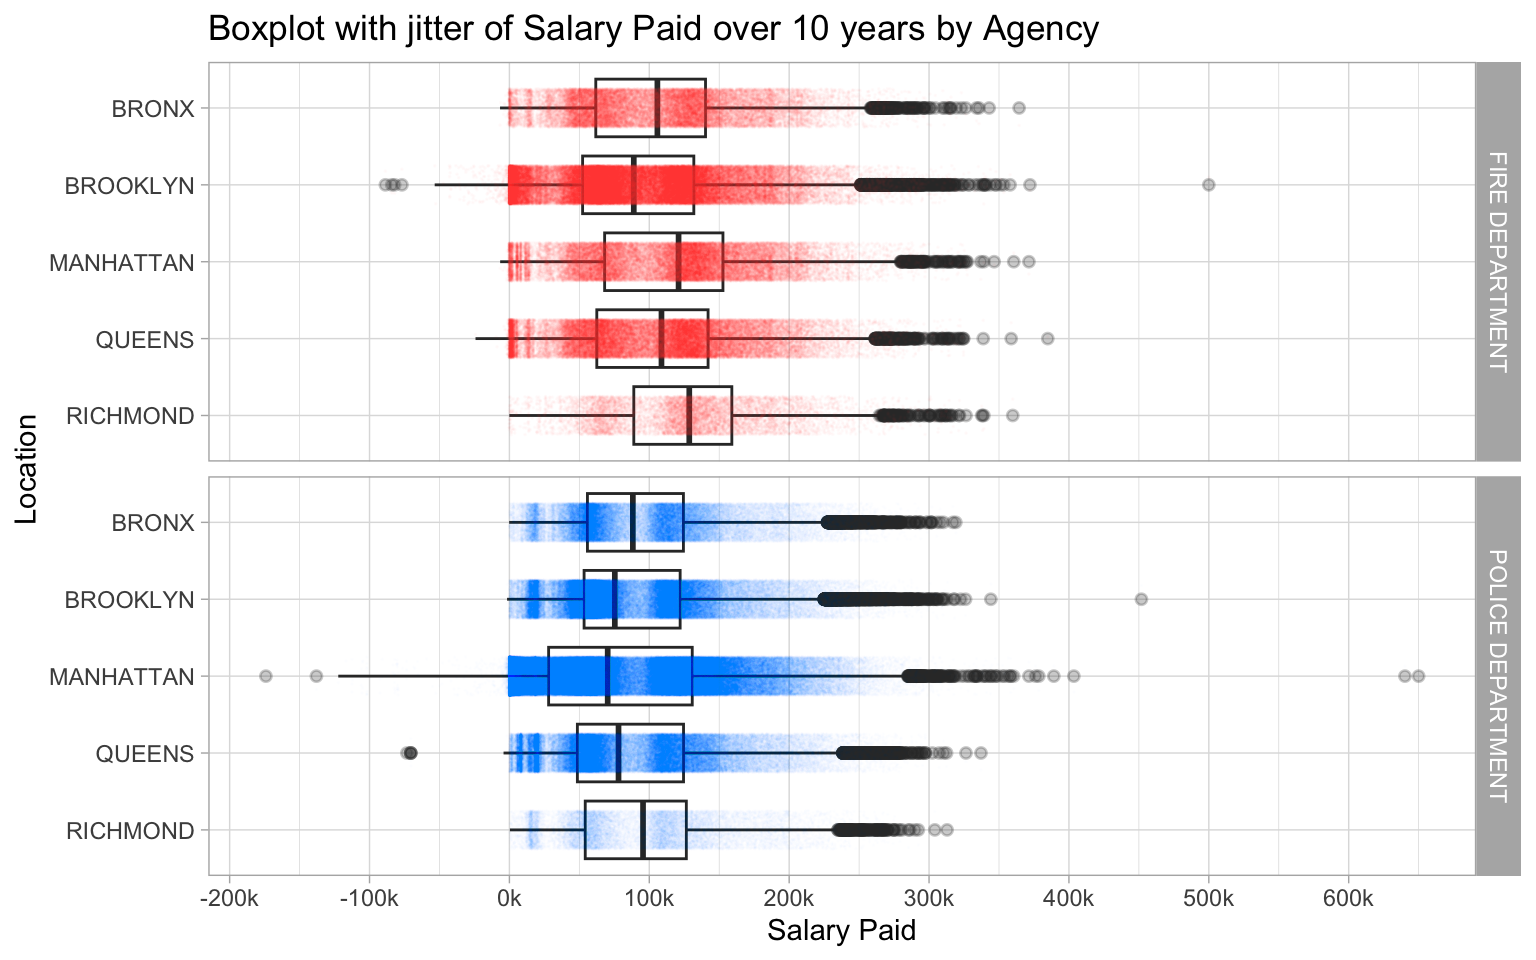 Boxplot with jitter of Salary Paid over 10 years by Agency
Location
BRONX
BROOKLYN
MANHATTAN
QUEENS
RICHMOND
FIRE DEPARTMENT
BRONX
BROOKLYN
MANHATTAN
QUEENS
RICHMOND
POLICE DEPARTMENT
-200k -100k 0k 100k 200k 300k 400k 500k 600k
Salary Paid